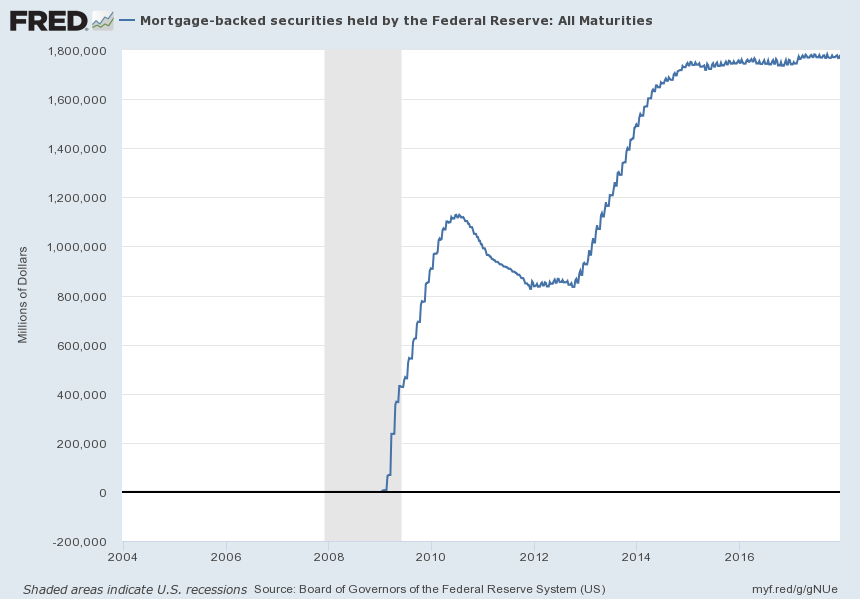 FRED
Mortgage-backed securities held by the Federal Reserve: All Maturities
1,800,000
1,600,000
1,400,000
1,200,000
1,000,000
800,000
600,000
400,000
200,000
0
-200,000
Millions of Dollars
2004 2006 2008 2010 2012 2014 2016
Shaded areas indicate U.S. recessions Source: Board of Governors of the Federal Reserve System (US) myf.red/g/gNUe